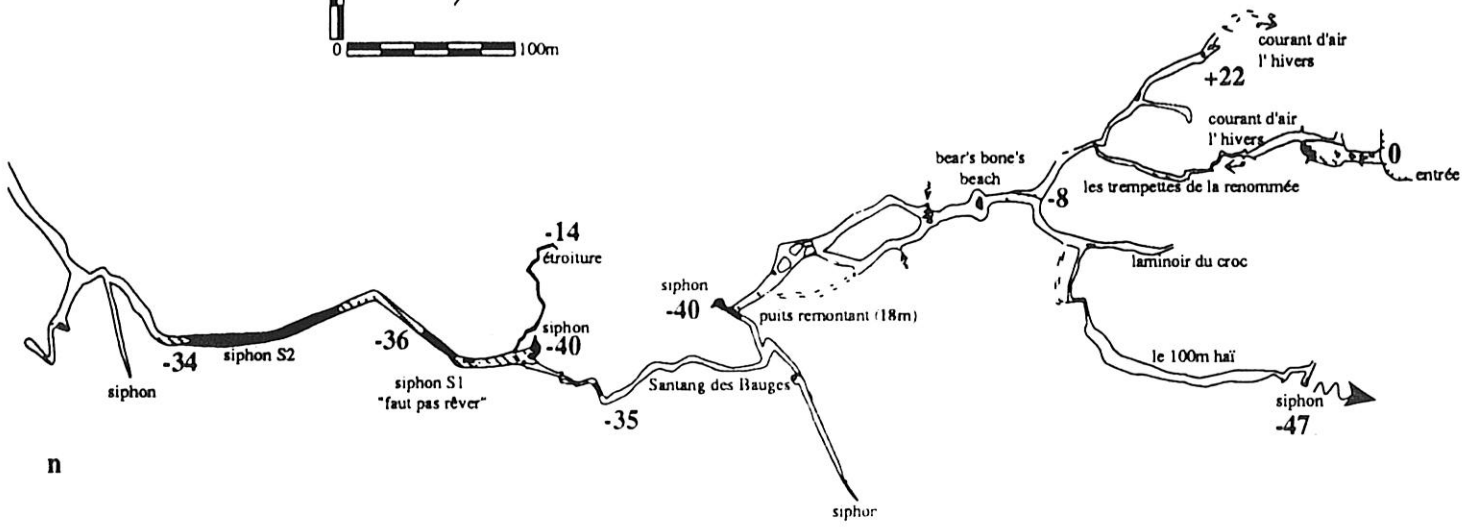 0 100m
courant d'air
l' hivers
+22
courant d'air
l' hivers
0
entrée
bear's bone's
beach
les trempettes de la renommée
-8
-14
étroiture
laminoir du croc
siphon
-40
puits remontant (18m)
siphon
-40
-36
-34
siphon S2
siphon
siphon S1
"faut pas rêver"
Santang des Bauges
-35
le 100m haï
siphon
-47
n
siphor